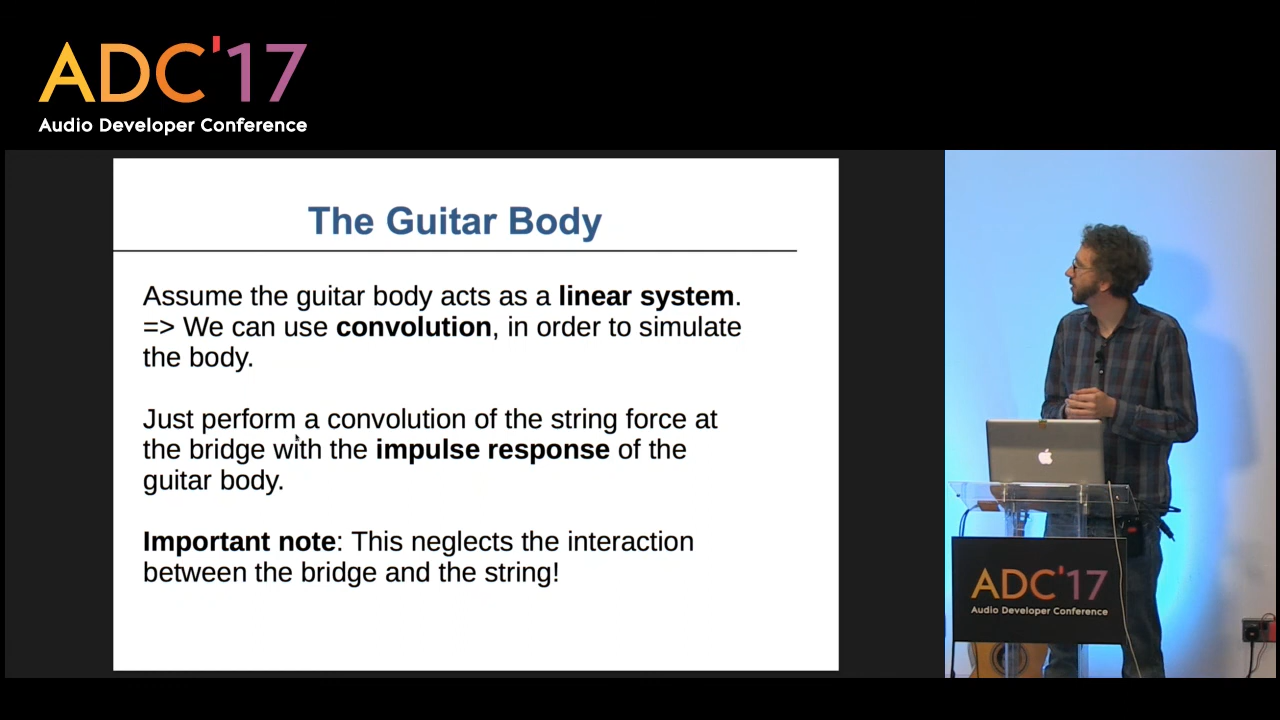 ADC'17
Audio Developer Conference
The Guitar Body
Assume the guitar body acts as a linear system.
=> We can use convolution, in order to simulate
the body.
Just perform a convolution of the string force at
the bridge with the impulse response of the
guitar body.
Important note: This neglects the interaction
between the bridge and the string!
ADC'17
Audio Developer Conference